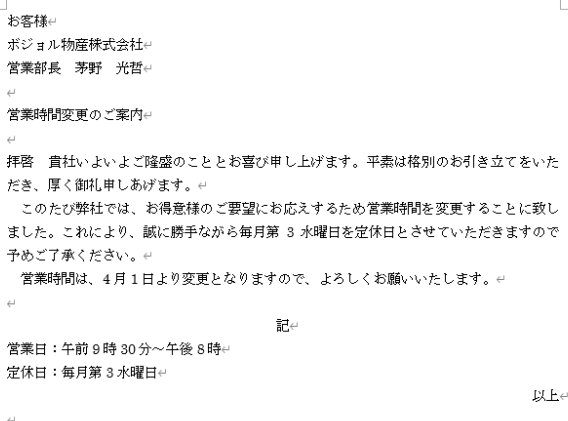 お客様
ボジョル物産株式会社
営業部長　茅野　光哲
営業時間変更のご案内
拝啓　貴社いよいよご隆盛のこととお喜び申し上げます。平素は格別のお引き立てをいた
だき、厚く御礼申しあげます。
　このたび弊社では、お得意様のご要望にお応えするため営業時間を変更することに致し
ました。これにより、誠に勝手ながら毎月第 3 水曜日を定休日とさせていただきますので
予めご了承ください。
　営業時間は、4 月 1 日より変更となりますので、よろしくお願いいたします。
記
営業日：午前 9 時 30 分～午後 8 時
定休日：毎月第 3 水曜日
以上